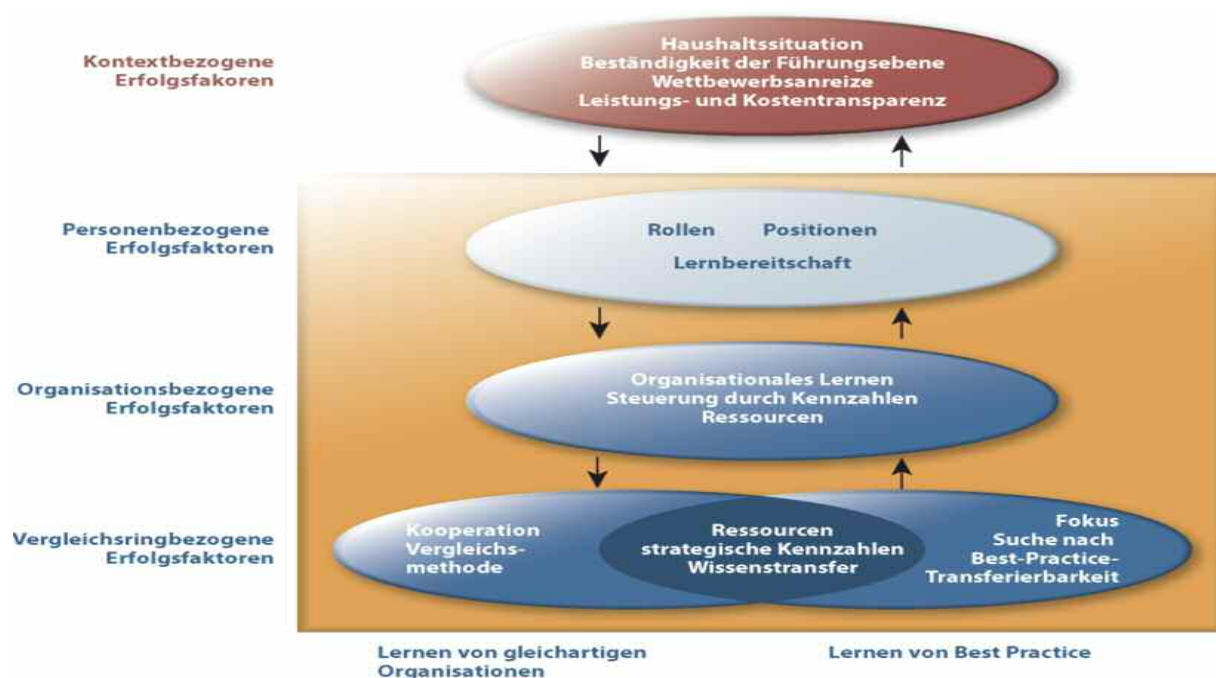 Kontextbezogene
Erfolgsfakoren
Haushaltssituation
Beständigkeit der Führungsebene
Wettbewerbsanreize
Leistungs- und Kostentransparenz
Personenbezogene
Erfolgsfaktoren
Rollen Positionen
Lernbereitschaft
Organisationsbezogene
Erfolgsfaktoren
Organisationales Lernen
Steuerung durch Kennzahlen
Ressourcen
Vergleichsringbezogene
Erfolgsfaktoren
Kooperation
Vergleichs-
methode
Ressourcen
strategische Kennzahlen
Wissenstransfer
Fokus
Suche nach
Best-Practice-
Transferierbarkeit
Lernen von gleichartigen
Organisationen
Lernen von Best Practice